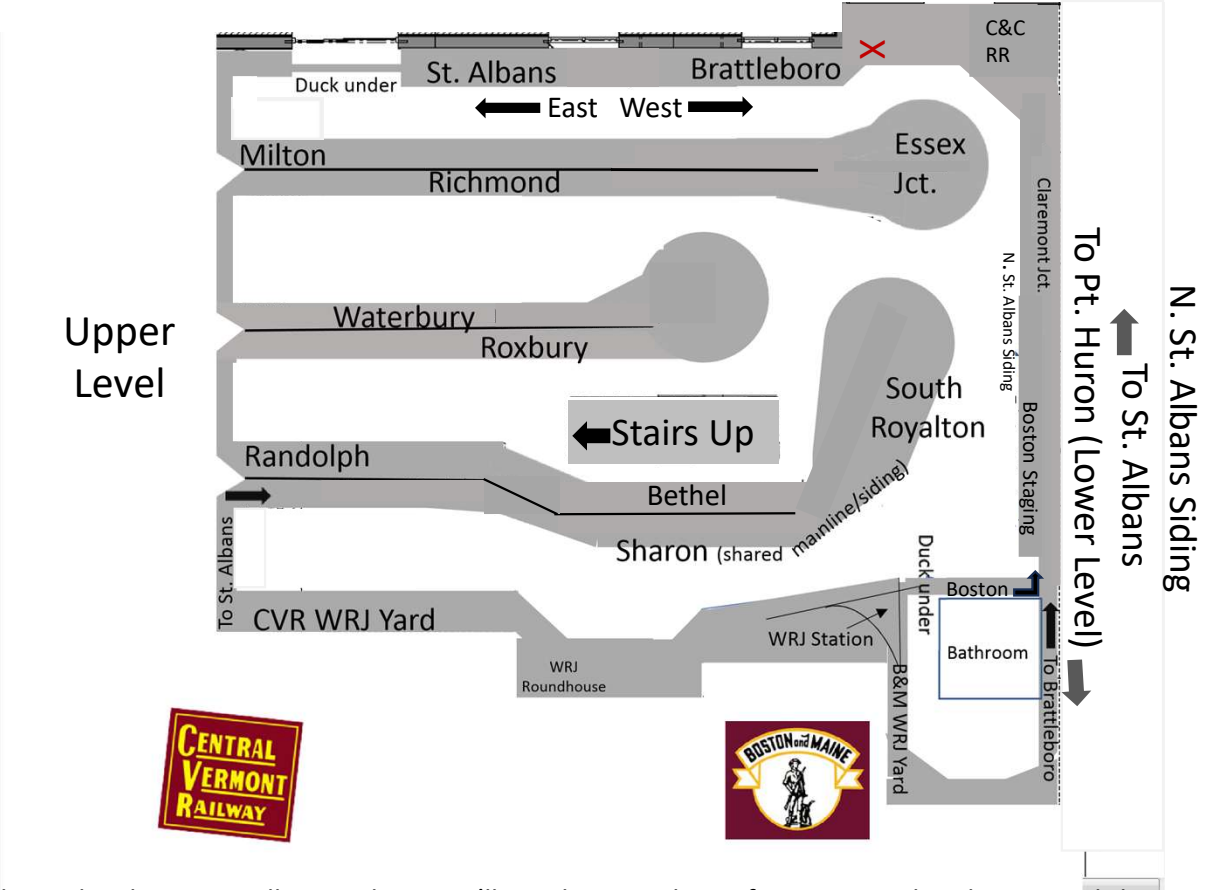 C&C
RR
St. Albans
Brattleboro
Duck under
East West
Milton
Richmond
Essex
Jct.
Claremont Jct.
N. St. Albans Siding
To Pt. Huron (Lower Level)
To St. Albans
N. St. Albans Siding
Waterbury
Roxbury
Upper
Level
South
Royalton
Stairs Up
Boston Staging
Randolph
Bethel
Sharon (shared mainline/siding)
To St. Albans
CVR WRJ Yard
Duck under
Boston
WRJ Station
Bathroom
WRJ
Roundhouse
B&M WRJ Yard
To Brattleboro
CENTRAL
VERMONT
RAILWAY
BOSTON and MAINE